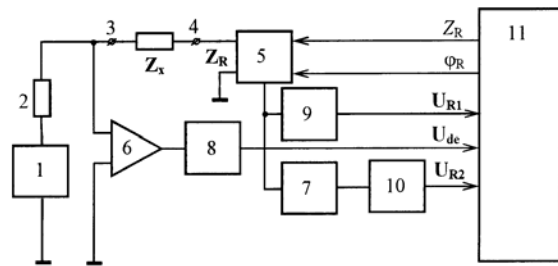 3 4 Z_R 11
Z_x Z_R 5 φ_R
2 9 U_R1
6 8 U_de
1 7 10 U_R2